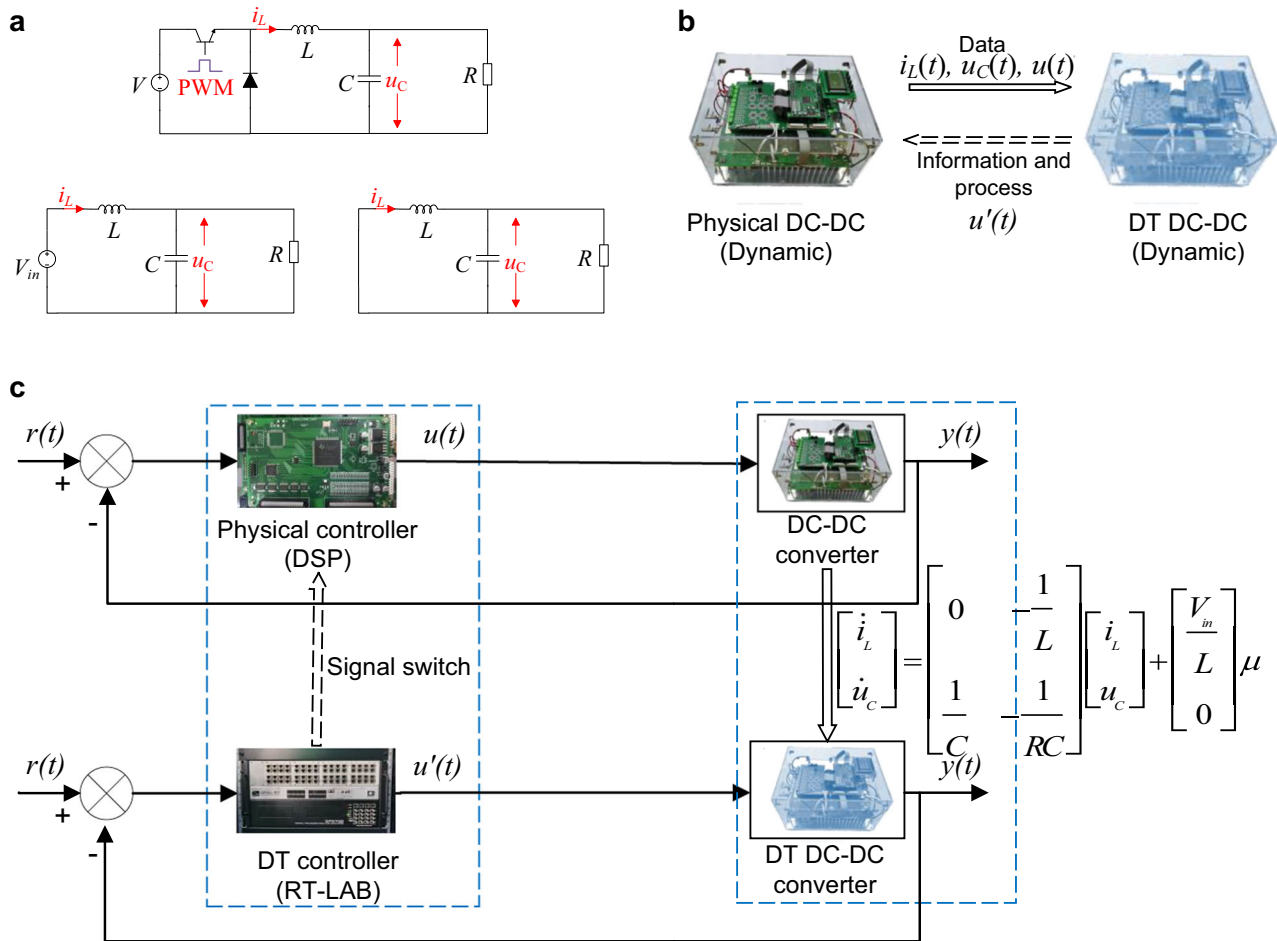 a
i_L
L
V
PWM
C
u_C
R
i_L
L
V_in
C
u_C
R
i_L
L
C
u_C
R
b
Data
i_L(t), u_C(t), u(t)
Information and
process
u'(t)
Physical DC-DC
(Dynamic)
DT DC-DC
(Dynamic)
c
r(t)
+
-
u(t)
y(t)
Physical controller
(DSP)
DC-DC
converter
Signal switch
[i̇_L u̇_C] = [0 -1/L 1/C -1/RC] [i_L u_C] + [V_in/L 0] μ
r(t)
+
-
u'(t)
y(t)
DT controller
(RT-LAB)
DT DC-DC
converter